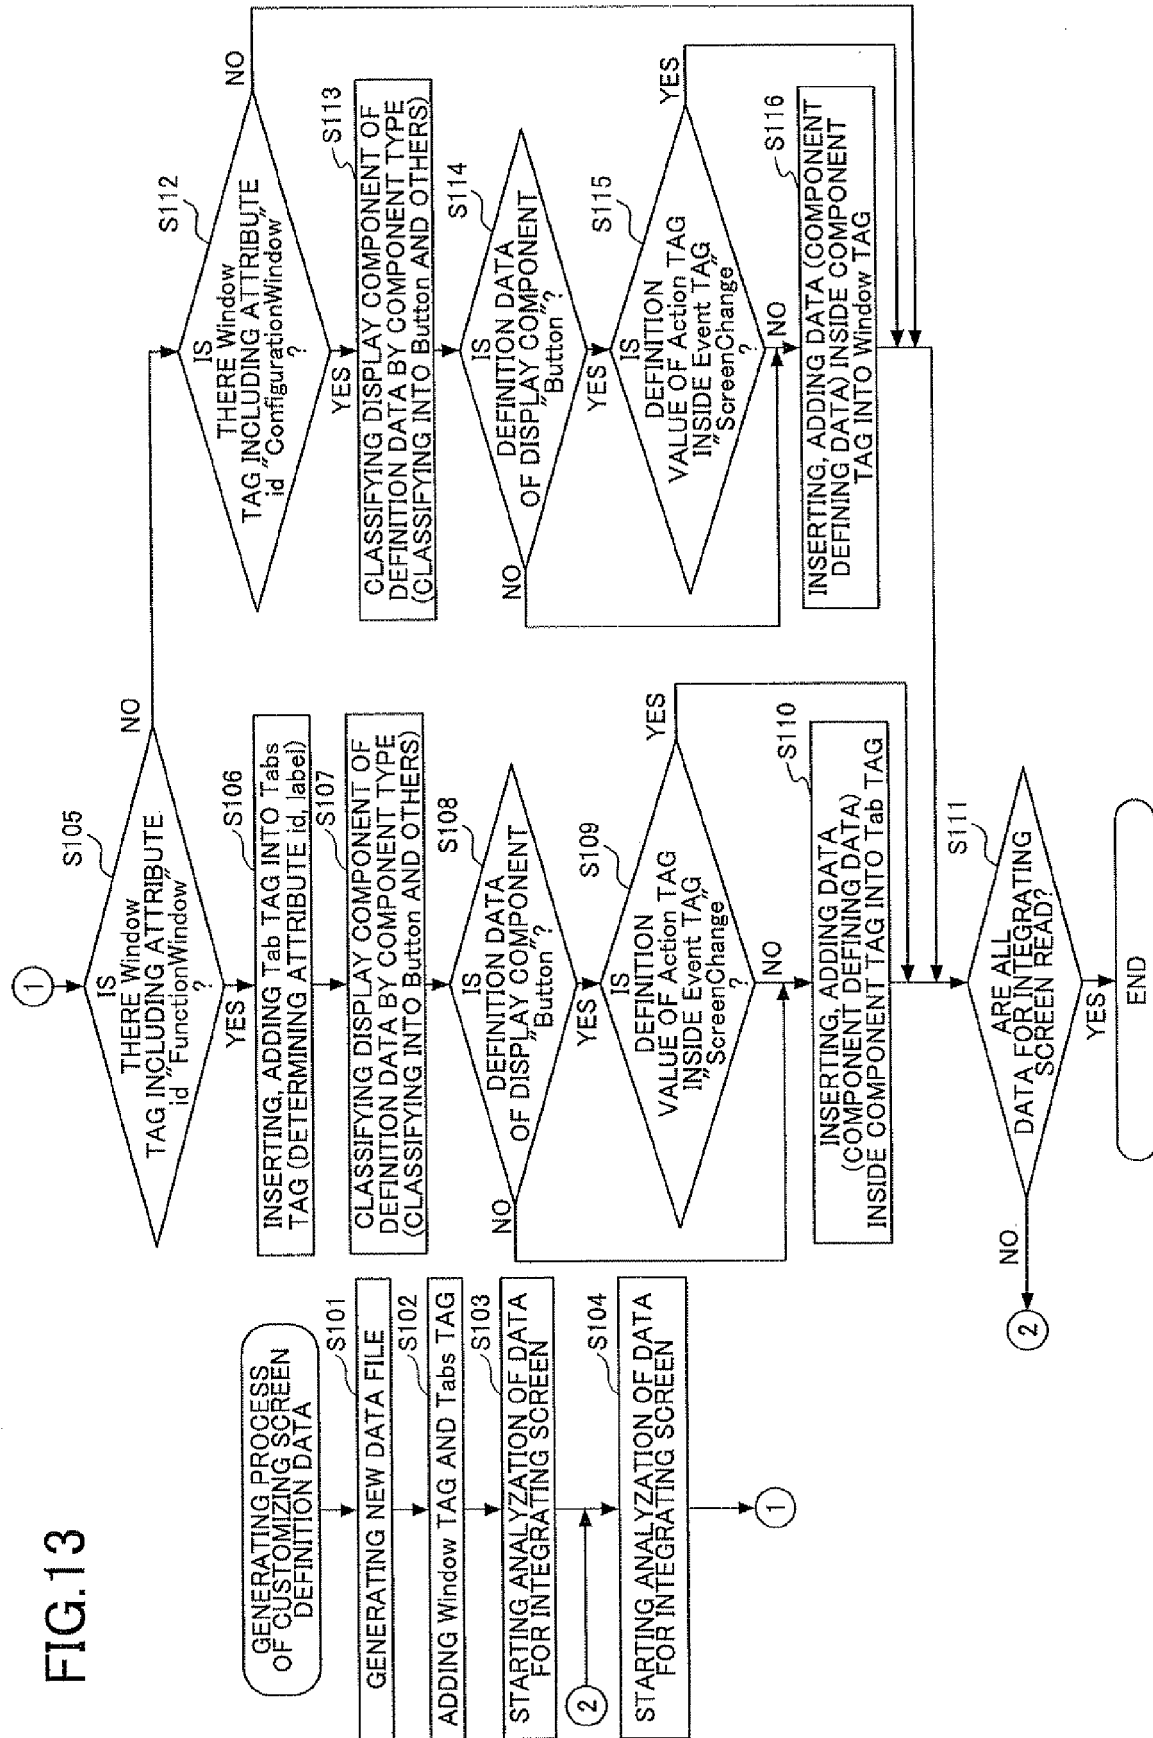 FIG.13
GENERATING PROCESS
OF CUSTOMIZING SCREEN
DEFINITION DATA
S101
GENERATING NEW DATA FILE
S102
ADDING Window TAG AND Tabs TAG
S103
STARTING ANALYZATION OF DATA
FOR INTEGRATING SCREEN
2
S104
STARTING ANALYZATION OF DATA
FOR INTEGRATING SCREEN
1
1
S105
IS
THERE Window
TAG INCLUDING ATTRIBUTE
id "FunctionWindow"
?
NO
YES
S106
INSERTING, ADDING Tab TAG INTO Tabs
TAG (DETERMINING ATTRIBUTE id, label)
S107
CLASSIFYING DISPLAY COMPONENT OF
DEFINITION DATA BY COMPONENT TYPE
(CLASSIFYING INTO Button AND OTHERS)
S108
IS
DEFINITION DATA
OF DISPLAY COMPONENT
"Button"?
NO
YES
S109
IS
DEFINITION
VALUE OF Action TAG
INSIDE Event TAG
"ScreenChange"
?
YES
NO
S110
INSERTING, ADDING DATA
(COMPONENT DEFINING DATA)
INSIDE COMPONENT TAG INTO Tab TAG
S111
ARE ALL
DATA FOR INTEGRATING
SCREEN READ?
NO
2
YES
END
S112
IS
THERE Window
TAG INCLUDING ATTRIBUTE
id "ConfigurationWindow"
?
NO
YES
S113
CLASSIFYING DISPLAY COMPONENT OF
DEFINITION DATA BY COMPONENT TYPE
(CLASSIFYING INTO Button AND OTHERS)
S114
IS
DEFINITION DATA
OF DISPLAY COMPONENT
"Button"?
NO
YES
S115
IS
DEFINITION
VALUE OF Action TAG
INSIDE Event TAG
"ScreenChange"
?
YES
NO
S116
INSERTING, ADDING DATA (COMPONENT
DEFINING DATA) INSIDE COMPONENT
TAG INTO Window TAG